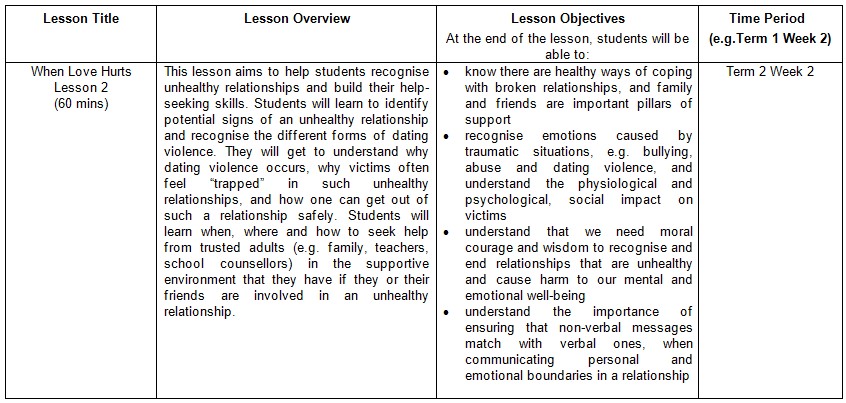 Lesson Title
Lesson Overview
Lesson Objectives
At the end of the lesson, students will be
able to:
Time Period
(e.g.Term 1 Week 2)
When Love Hurts
Lesson 2
(60 mins)
This lesson aims to help students recognise
unhealthy relationships and build their help-
seeking skills. Students will learn to identify
potential signs of an unhealthy relationship
and recognise the different forms of dating
violence. They will get to understand why
dating violence occurs, why victims often
feel “trapped” in such unhealthy
relationships, and how one can get out of
such a relationship safely. Students will
learn when, where and how to seek help
from trusted adults (e.g. family, teachers,
school counsellors) in the supportive
environment that they have if they or their
friends are involved in an unhealthy
relationship.
• know there are healthy ways of coping
with broken relationships, and family
and friends are important pillars of
support
• recognise emotions caused by
traumatic situations, e.g. bullying,
abuse and dating violence, and
understand the physiological and
psychological, social impact on
victims
• understand that we need moral
courage and wisdom to recognise and
end relationships that are unhealthy
and cause harm to our mental and
emotional well-being
• understand the importance of
ensuring that non-verbal messages
match with verbal ones, when
communicating personal and
emotional boundaries in a relationship
Term 2 Week 2